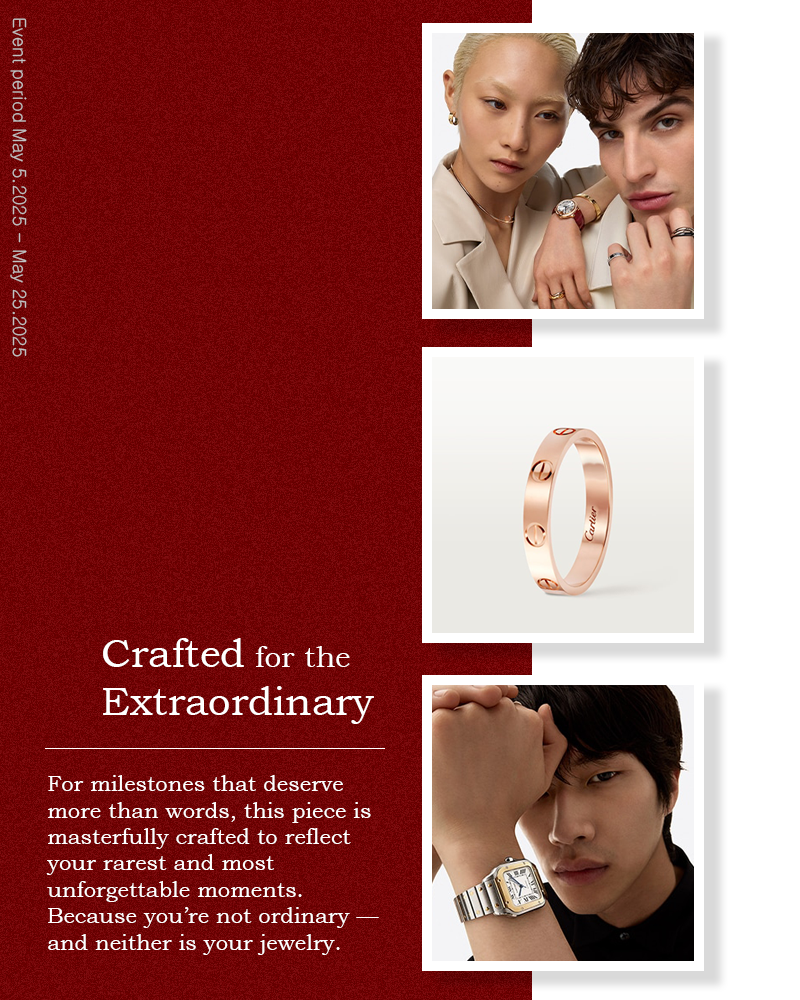 Event period May 5.2025 – May 25.2025
Cartier
Crafted for the
Extraordinary
For milestones that deserve
more than words, this piece is
masterfully crafted to reflect
your rarest and most
unforgettable moments.
Because you’re not ordinary —
and neither is your jewelry.